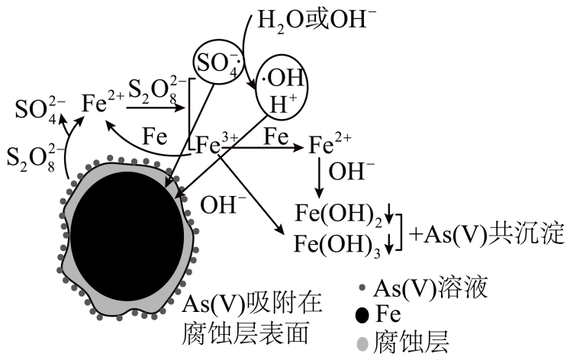 H₂O或OH⁻
SO₄⁻·
·OH
H⁺
SO₄²⁻
Fe²⁺
S₂O₈²⁻
S₂O₈²⁻
Fe
Fe³⁺
Fe
Fe²⁺
OH⁻
OH⁻
Fe(OH)₂↓
Fe(OH)₃↓
+As(V)共沉淀
As(V)吸附在
腐蚀层表面
As(V)溶液
Fe
腐蚀层